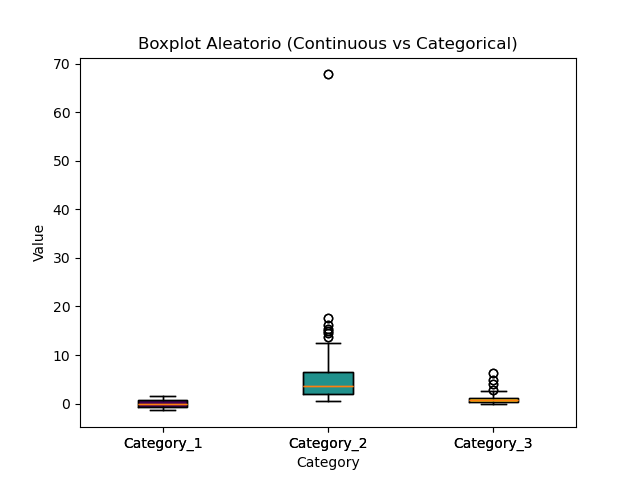 Boxplot Aleatorio (Continuous vs Categorical)
70
60
50
40
30
20
10
0
Value
Category_1 Category_2 Category_3
Category